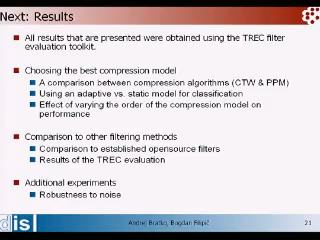 Next: Results
All results that are presented were obtained using the TREC filter
evaluation toolkit.
Choosing the best compression model
A comparison between compression algorithms (CTW & PPM)
Using an adaptive vs. static model for classification
Effect of varying the order of the compression model on
performance
Comparison to other filtering methods
Comparison to established opensource filters
Results of the TREC evaluation
Additional experiments
Robustness to noise
dis
Andrej Bratko, Bogdan Filipič
21